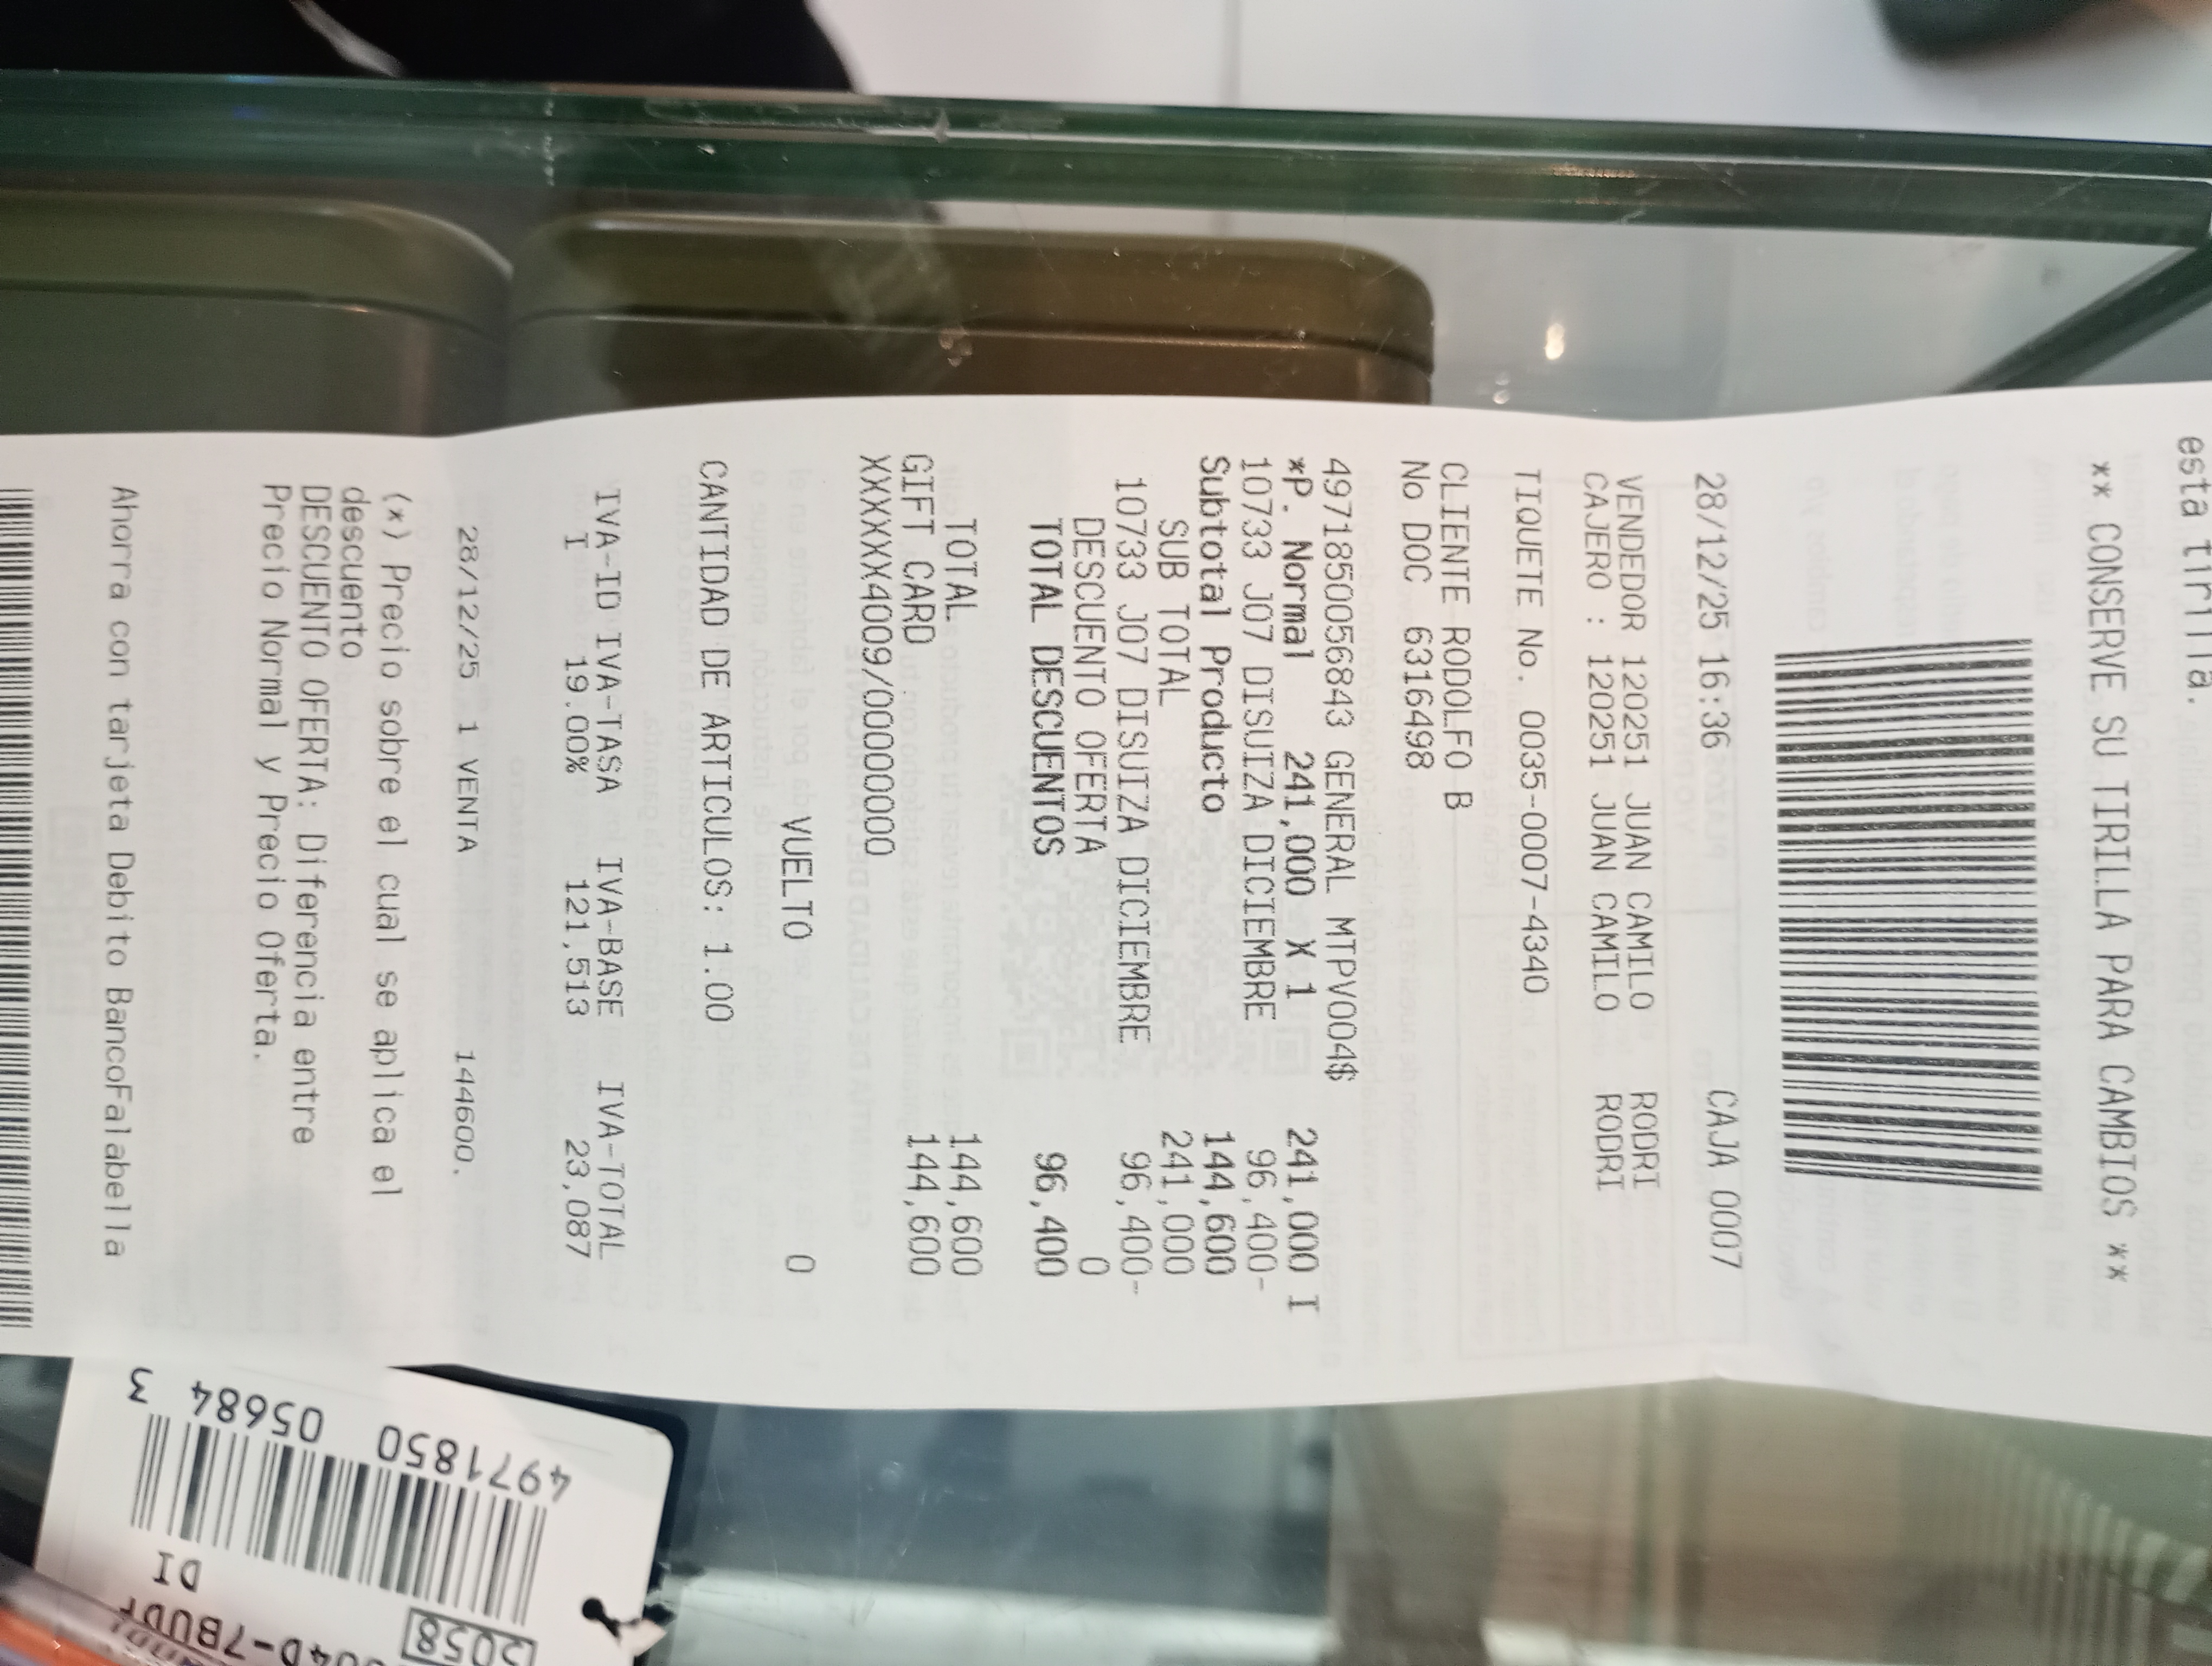 esta tirilla.
** CONSERVE SU TIRILLA PARA CAMBIOS **
28/12/25 16:36 CAJA 0007
VENDEDOR 120251 JUAN CAMILO RODRI
CAJERO : 120251 JUAN CAMILO RODRI
TIQUETE No. 0035-0007-4340
CLIENTE RODOLFO B
No DOC 6316498
4971850056843 GENERAL MTPV004$
*P. Normal 241,000 X 1 241,000 I
10733 J07 DISUIZA DICIEMBRE 96,400-
Subtotal Producto 144,600
SUB TOTAL 241,000
10733 J07 DISUIZA DICIEMBRE 96,400-
DESCUENTO OFERTA 0
TOTAL DESCUENTOS 96,400
TOTAL 144,600
GIFT CARD 144,600
XXXXXX4009/0000000
VUELTO 0
CANTIDAD DE ARTICULOS: 1.00
IVA-ID IVA-TASA IVA-BASE IVA-TOTAL
I 19.00% 121,513 23,087
28/12/25 1 VENTA 144600.
(*) Precio sobre el cual se aplica el
descuento
DESCUENTO OFERTA: Diferencia entre
Precio Normal y Precio Oferta.
Ahorra con tarjeta Debito BancoFalabella
4971850 05684 3
DI
2058